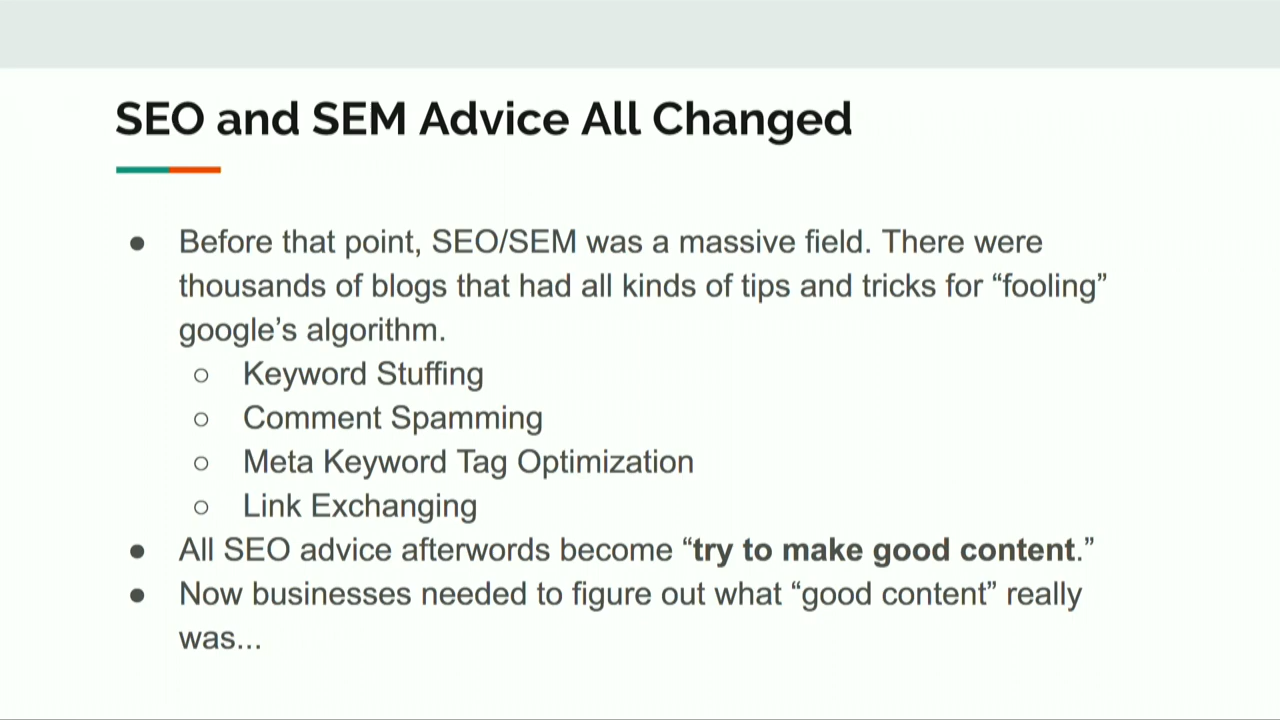 SEO and SEM Advice All Changed
● Before that point, SEO/SEM was a massive field. There were
thousands of blogs that had all kinds of tips and tricks for “fooling”
google’s algorithm.
○ Keyword Stuffing
○ Comment Spamming
○ Meta Keyword Tag Optimization
○ Link Exchanging
● All SEO advice afterwords become “try to make good content.”
● Now businesses needed to figure out what “good content” really
was...